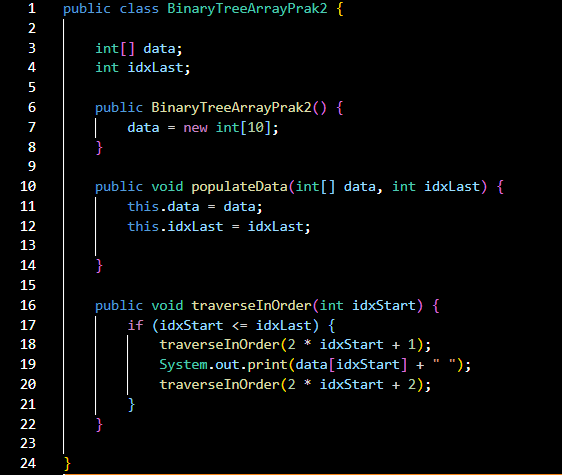 1 public class BinaryTreeArrayPrak2 {
2
3 int[] data;
4 int idxLast;
5
6 public BinaryTreeArrayPrak2() {
7 data = new int[10];
8 }
9
10 public void populateData(int[] data, int idxLast) {
11 this.data = data;
12 this.idxLast = idxLast;
13
14 }
15
16 public void traverseInOrder(int idxStart) {
17 if (idxStart <= idxLast) {
18 traverseInOrder(2 * idxStart + 1);
19 System.out.print(data[idxStart] + " ");
20 traverseInOrder(2 * idxStart + 2);
21 }
22 }
23
24 }